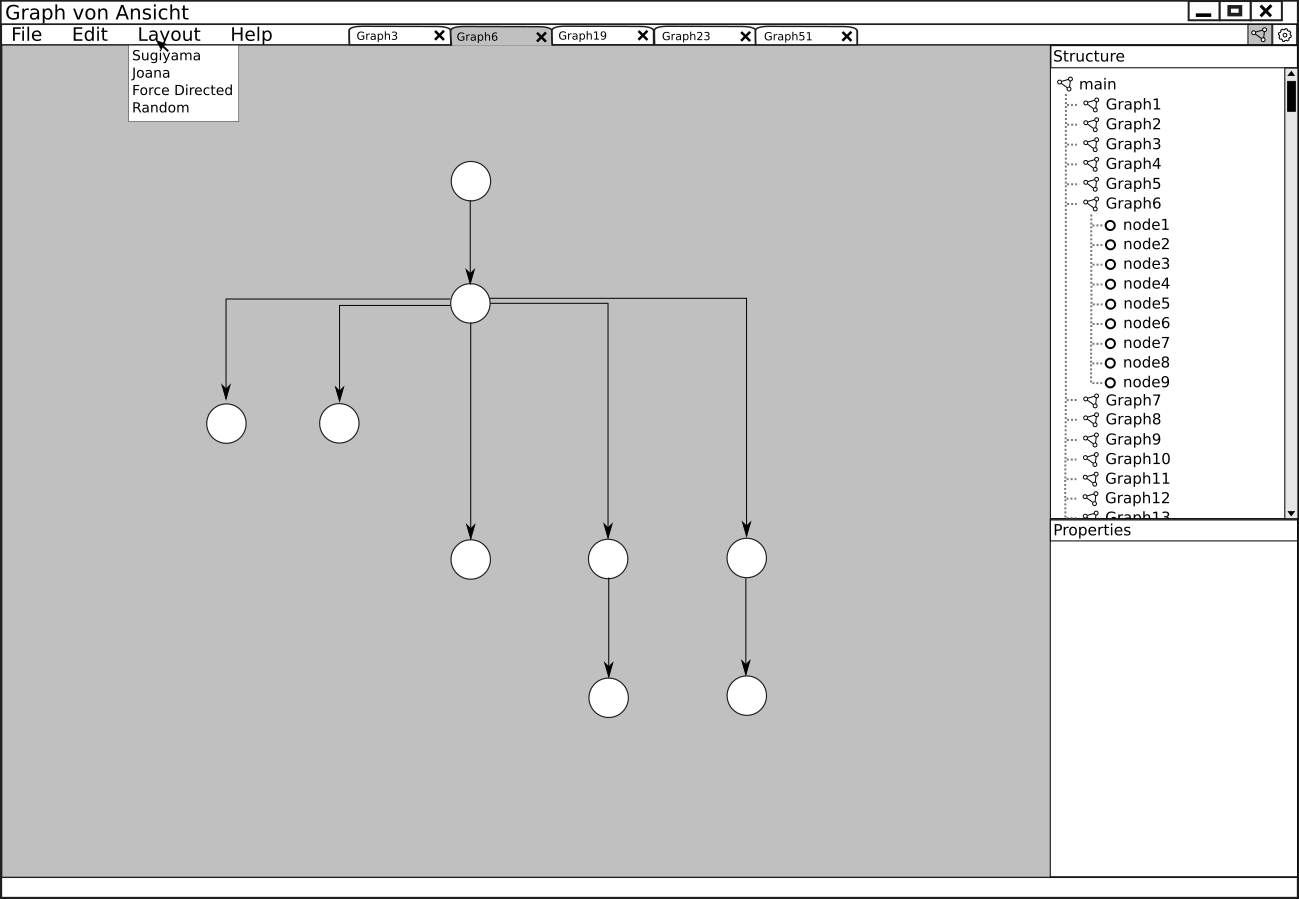 Graph von Ansicht
File Edit Layout Help
Graph3 Graph6 Graph19 Graph23 Graph51
Sugiyama
Joana
Force Directed
Random
Structure
main
Graph1
Graph2
Graph3
Graph4
Graph5
Graph6
node1
node2
node3
node4
node5
node6
node7
node8
node9
Graph7
Graph8
Graph9
Graph10
Graph11
Graph12
Graph13
Properties